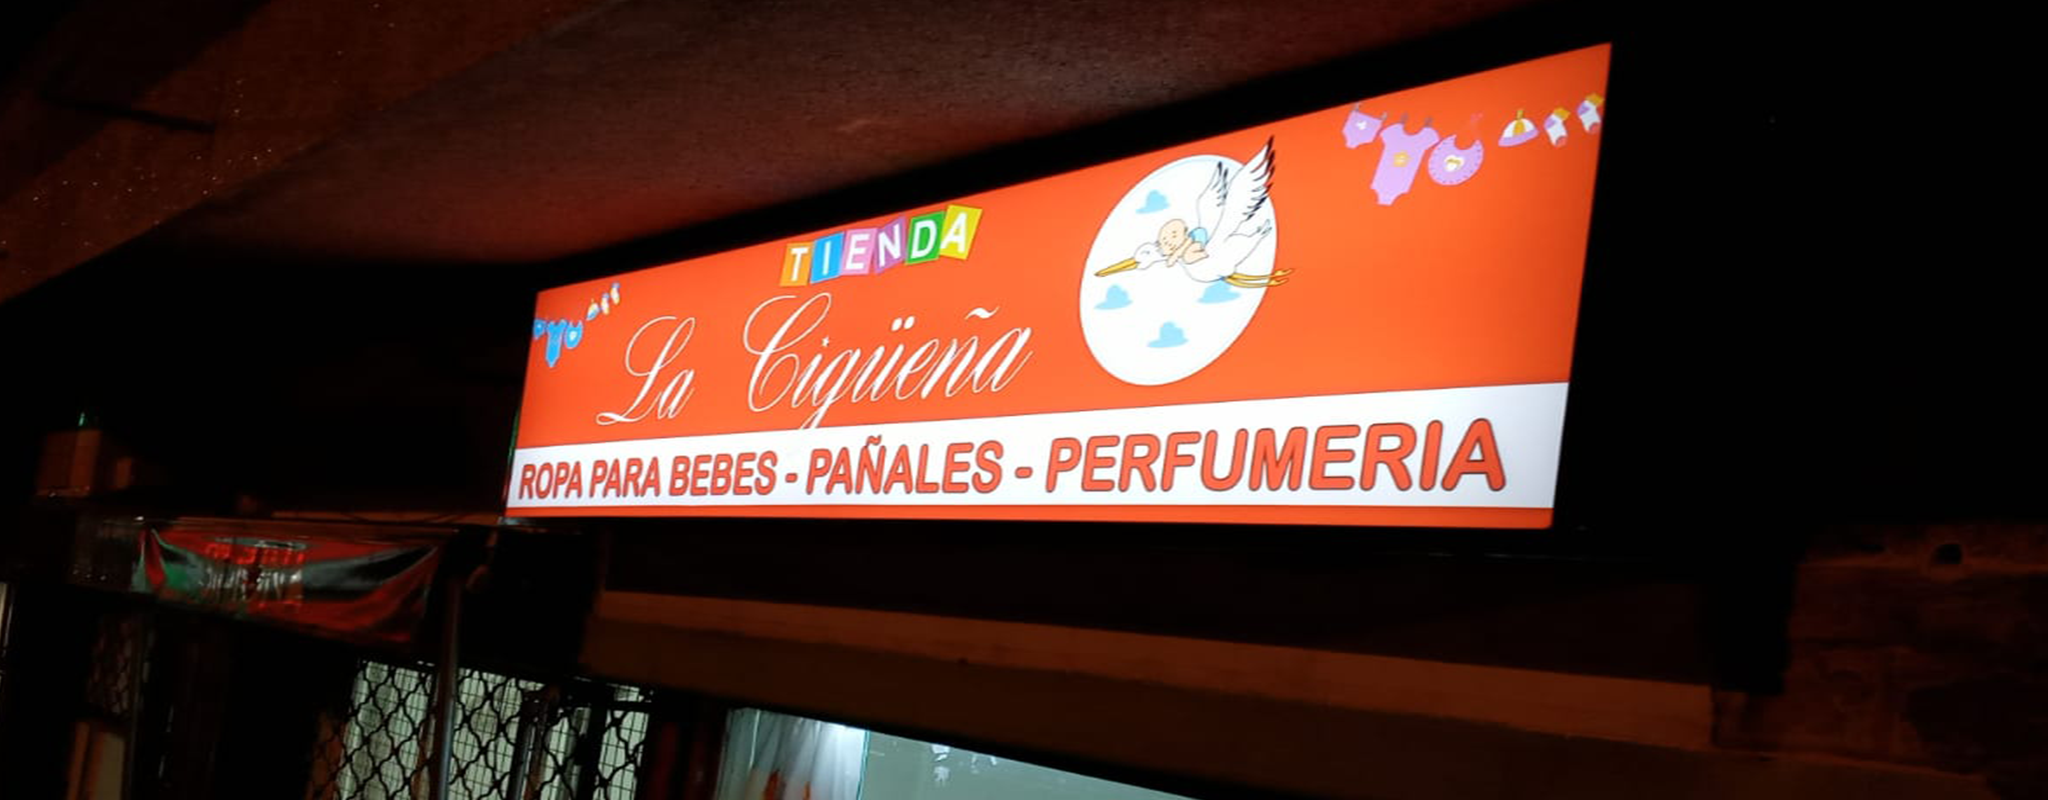 TIENDA
La Cigüeña
ROPA PARA BEBES - PAÑALES - PERFUMERIA